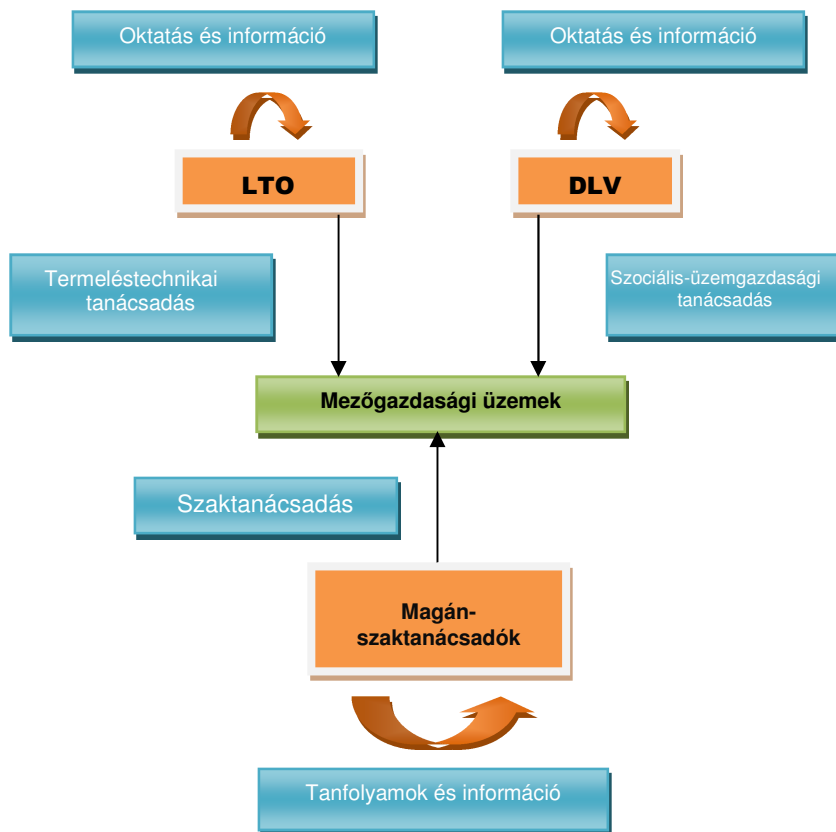 Oktatás és információ
Oktatás és információ
LTO
DLV
Termeléstechnikai
tanácsadás
Szociális-üzemgazdasági
tanácsadás
Mezőgazdasági üzemek
Szaktanácsadás
Magán-
szaktanácsadók
Tanfolyamok és információ